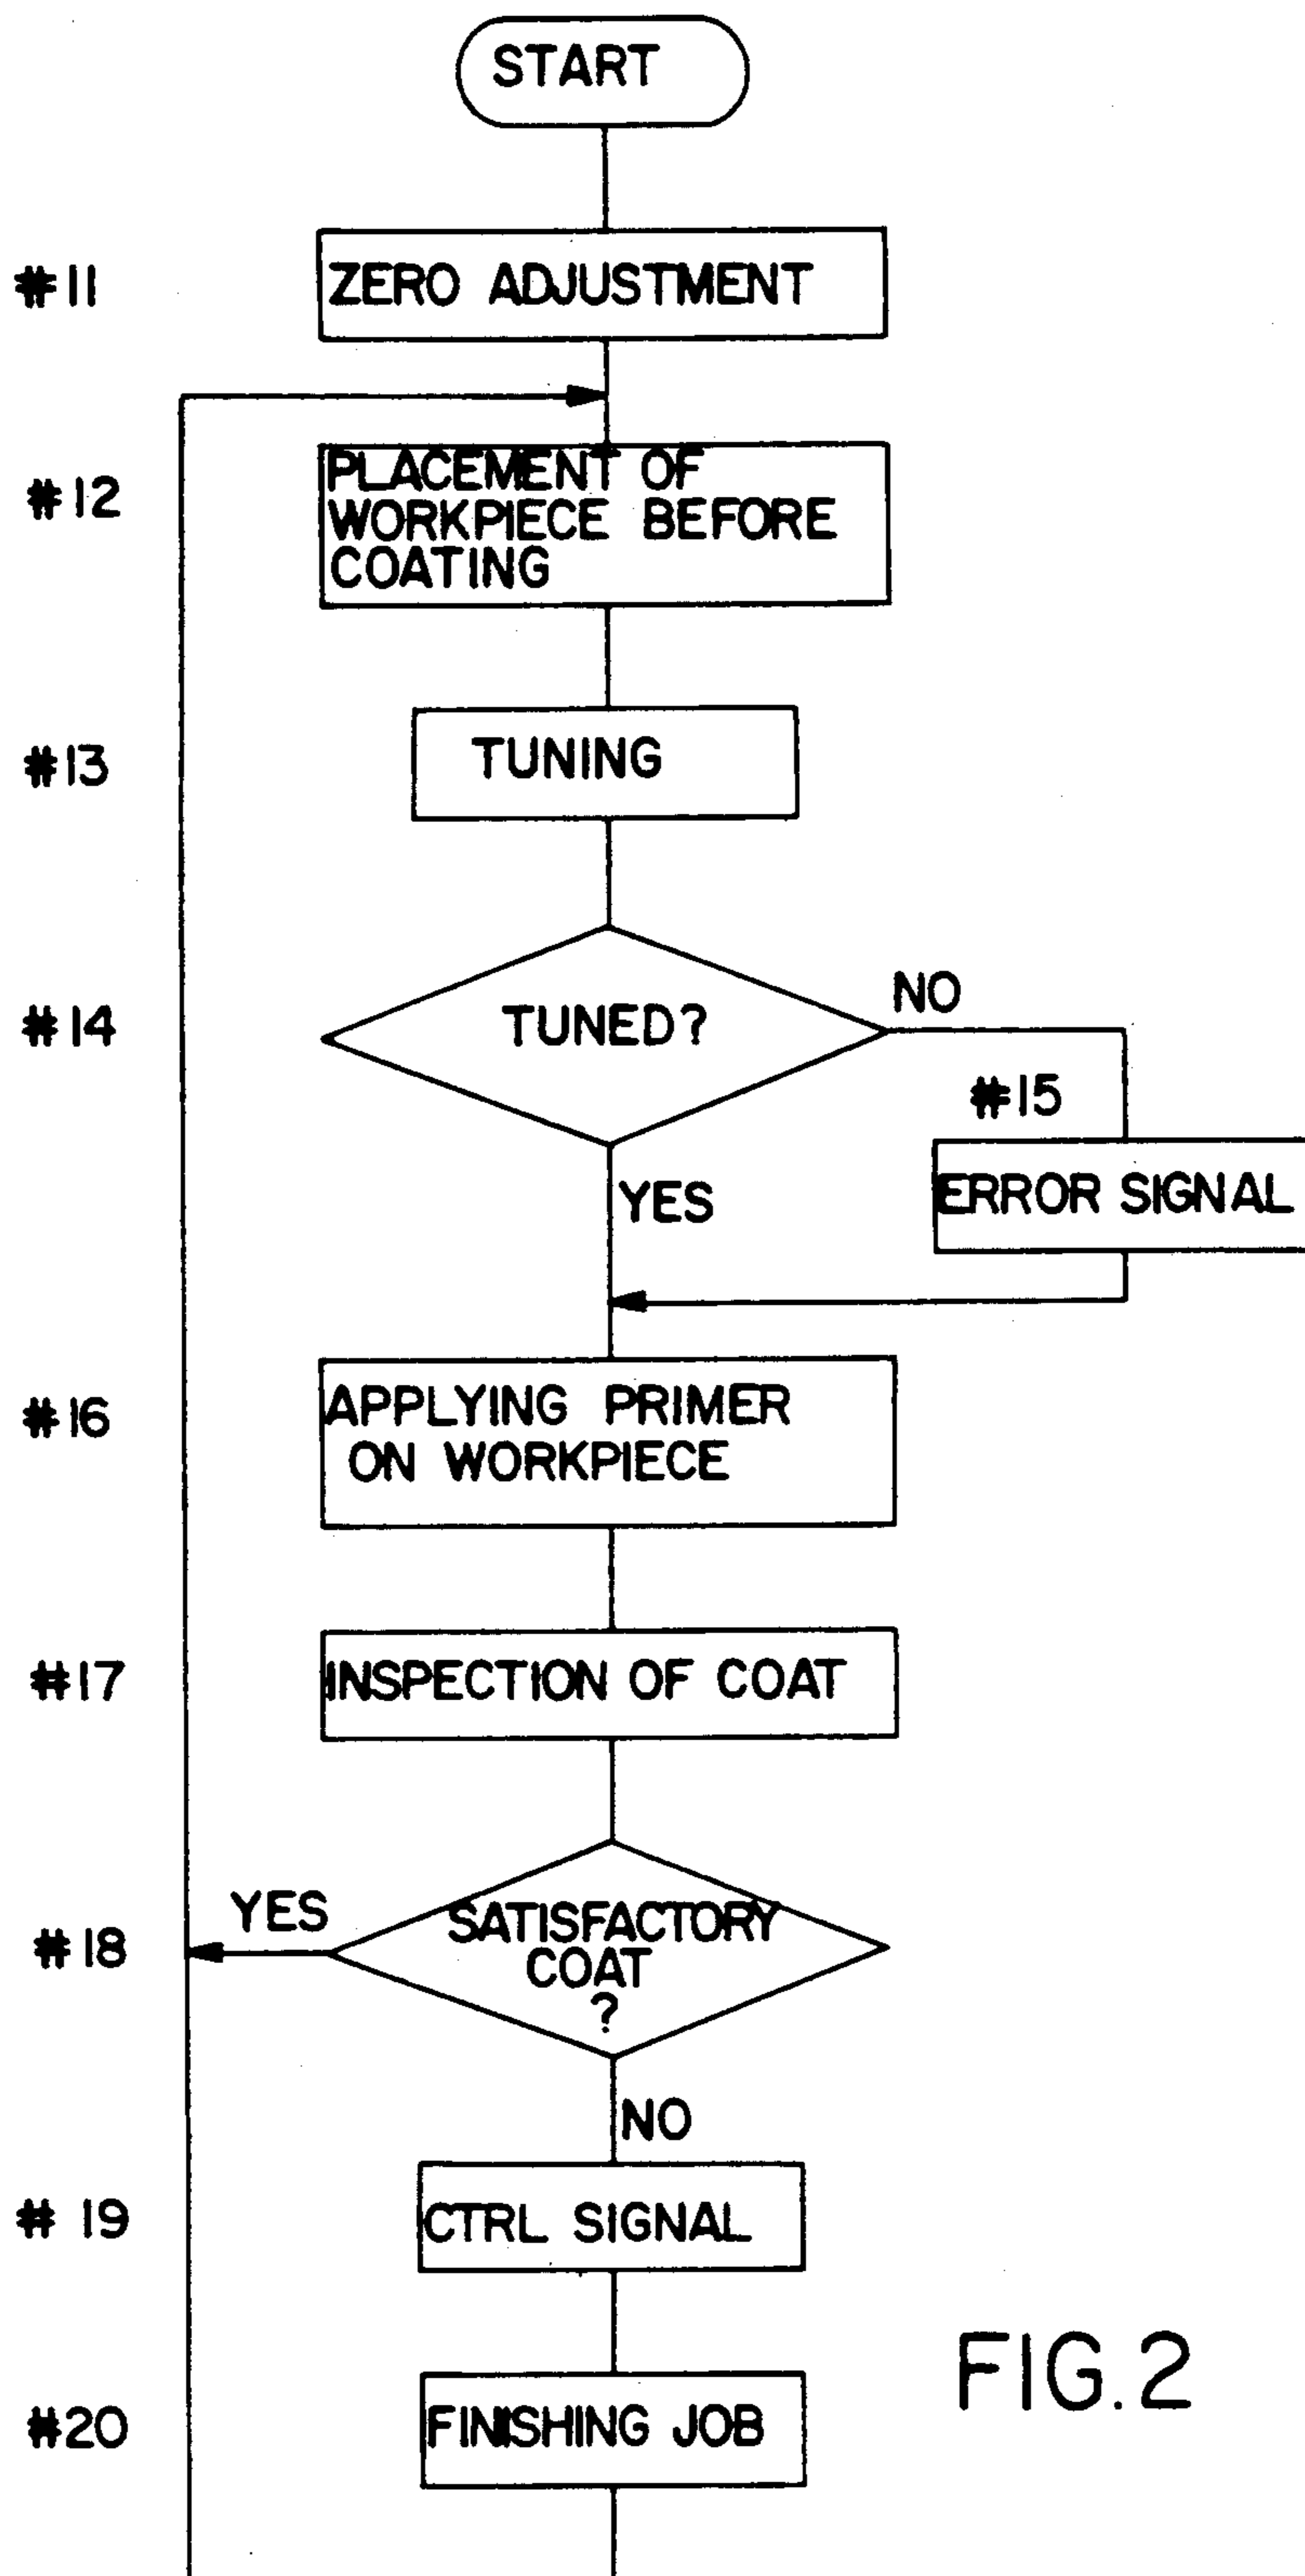 START
#11
ZERO ADJUSTMENT
#12
PLACEMENT OF
WORKPIECE BEFORE
COATING
#13
TUNING
#14
TUNED?
NO
#15
ERROR SIGNAL
YES
#16
APPLYING PRIMER
ON WORKPIECE
#17
INSPECTION OF COAT
#18
YES
SATISFACTORY
COAT
?
NO
# 19
CTRL SIGNAL
#20
FINISHING JOB
FIG.2